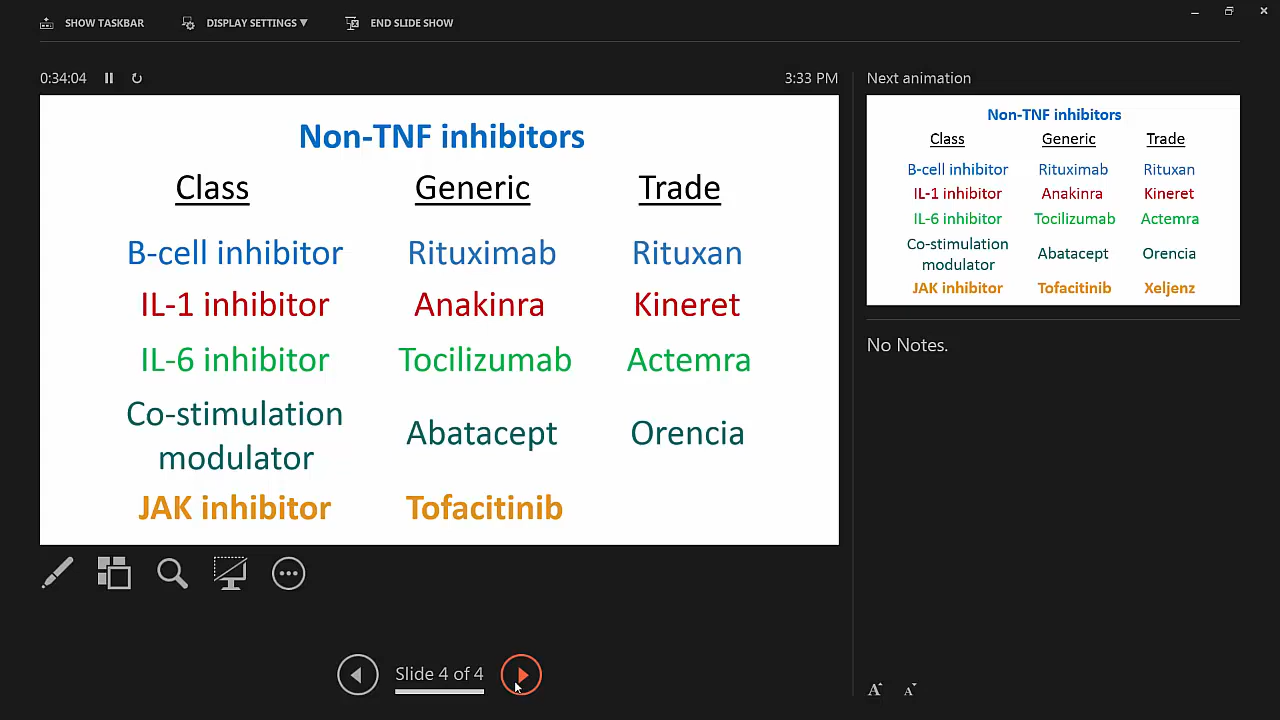 SHOW TASKBAR
DISPLAY SETTINGS ▼
END SLIDE SHOW
0:34:04
3:33 PM
Non-TNF inhibitors
Class Generic Trade
B-cell inhibitor Rituximab Rituxan
IL-1 inhibitor Anakinra Kineret
IL-6 inhibitor Tocilizumab Actemra
Co-stimulation
modulator Abatacept Orencia
JAK inhibitor Tofacitinib
Slide 4 of 4
Next animation
Non-TNF inhibitors
Class Generic Trade
B-cell inhibitor Rituximab Rituxan
IL-1 inhibitor Anakinra Kineret
IL-6 inhibitor Tocilizumab Actemra
Co-stimulation
modulator Abatacept Orencia
JAK inhibitor Tofacitinib Xeljenz
No Notes.
A A